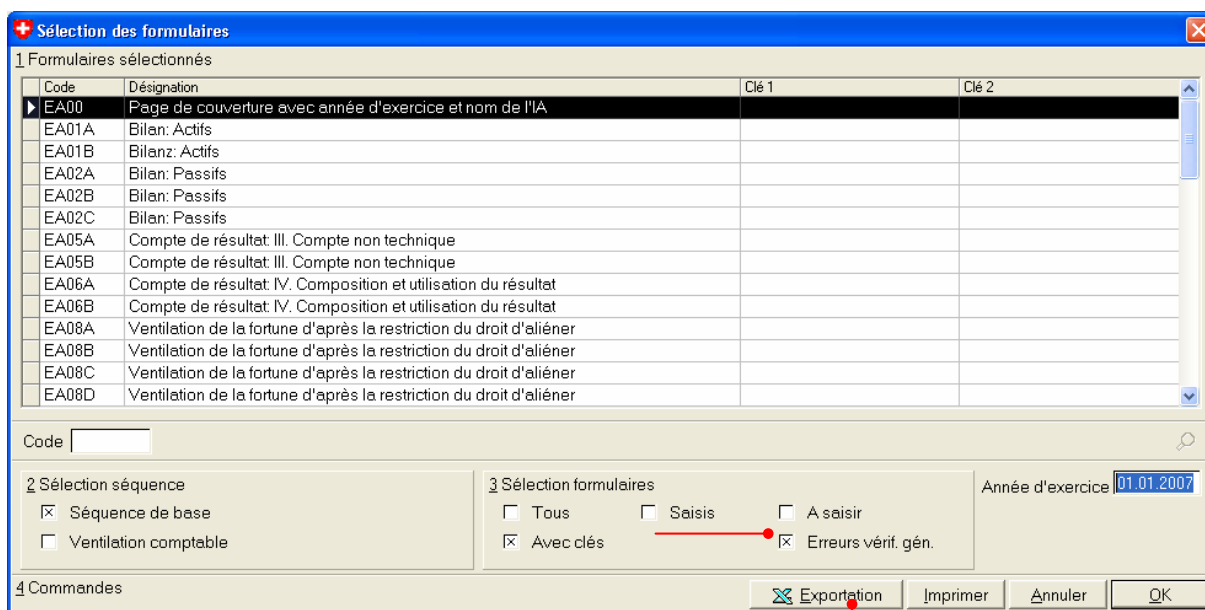 Sélection des formulaires
1 Formulaires sélectionnés
Code Désignation Clé 1 Clé 2
EA00 Page de couverture avec année d'exercice et nom de l'IA
EA01A Bilan: Actifs
EA01B Bilanz: Actifs
EA02A Bilan: Passifs
EA02B Bilan: Passifs
EA02C Bilan: Passifs
EA05A Compte de résultat: III. Compte non technique
EA05B Compte de résultat: III. Compte non technique
EA06A Compte de résultat: IV. Composition et utilisation du résultat
EA06B Compte de résultat: IV. Composition et utilisation du résultat
EA08A Ventilation de la fortune d'après la restriction du droit d'aliéner
EA08B Ventilation de la fortune d'après la restriction du droit d'aliéner
EA08C Ventilation de la fortune d'après la restriction du droit d'aliéner
EA08D Ventilation de la fortune d'après la restriction du droit d'aliéner
Code
2 Sélection séquence 3 Sélection formulaires Année d'exercice 01.01.2007
Séquence de base Tous Saisis A saisir
Ventilation comptable Avec clés Erreurs vérif. gén.
4 Commandes Exportation Imprimer Annuler OK